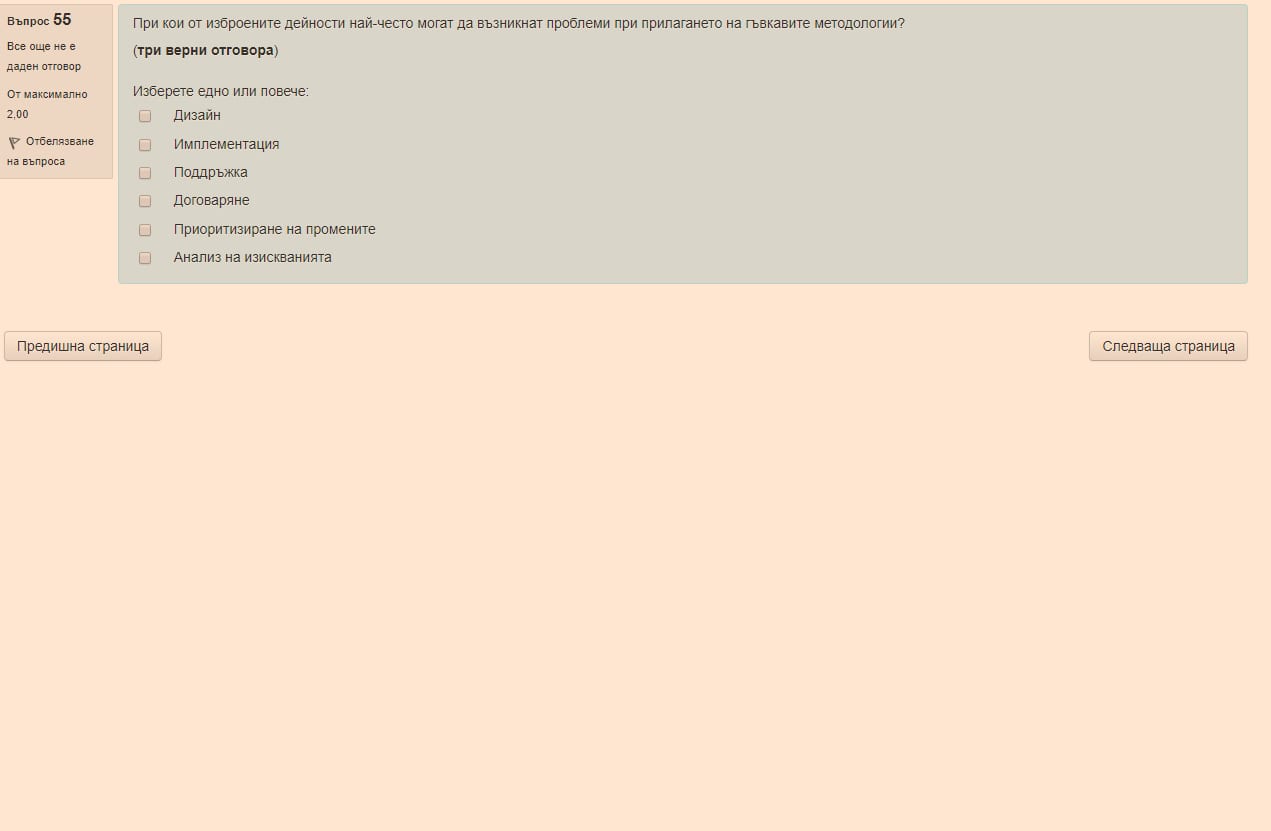 Въпрос 55
Все още не е
даден отговор
От максимално
2,00
Отбелязване
на въпроса
При кои от изброените дейности най-често могат да възникнат проблеми при прилагането на гъвкавите методологии?
(три верни отговора)
Изберете едно или повече:
Дизайн
Имплементация
Поддръжка
Договаряне
Приоритизиране на промените
Анализ на изискванията
Предишна страница
Следваща страница